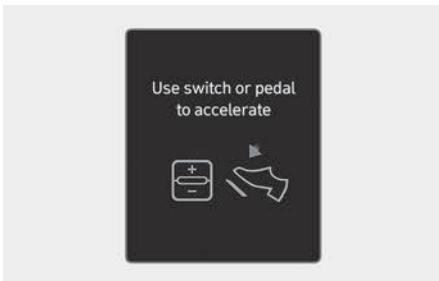 Use switch or pedal
to accelerate
+
−